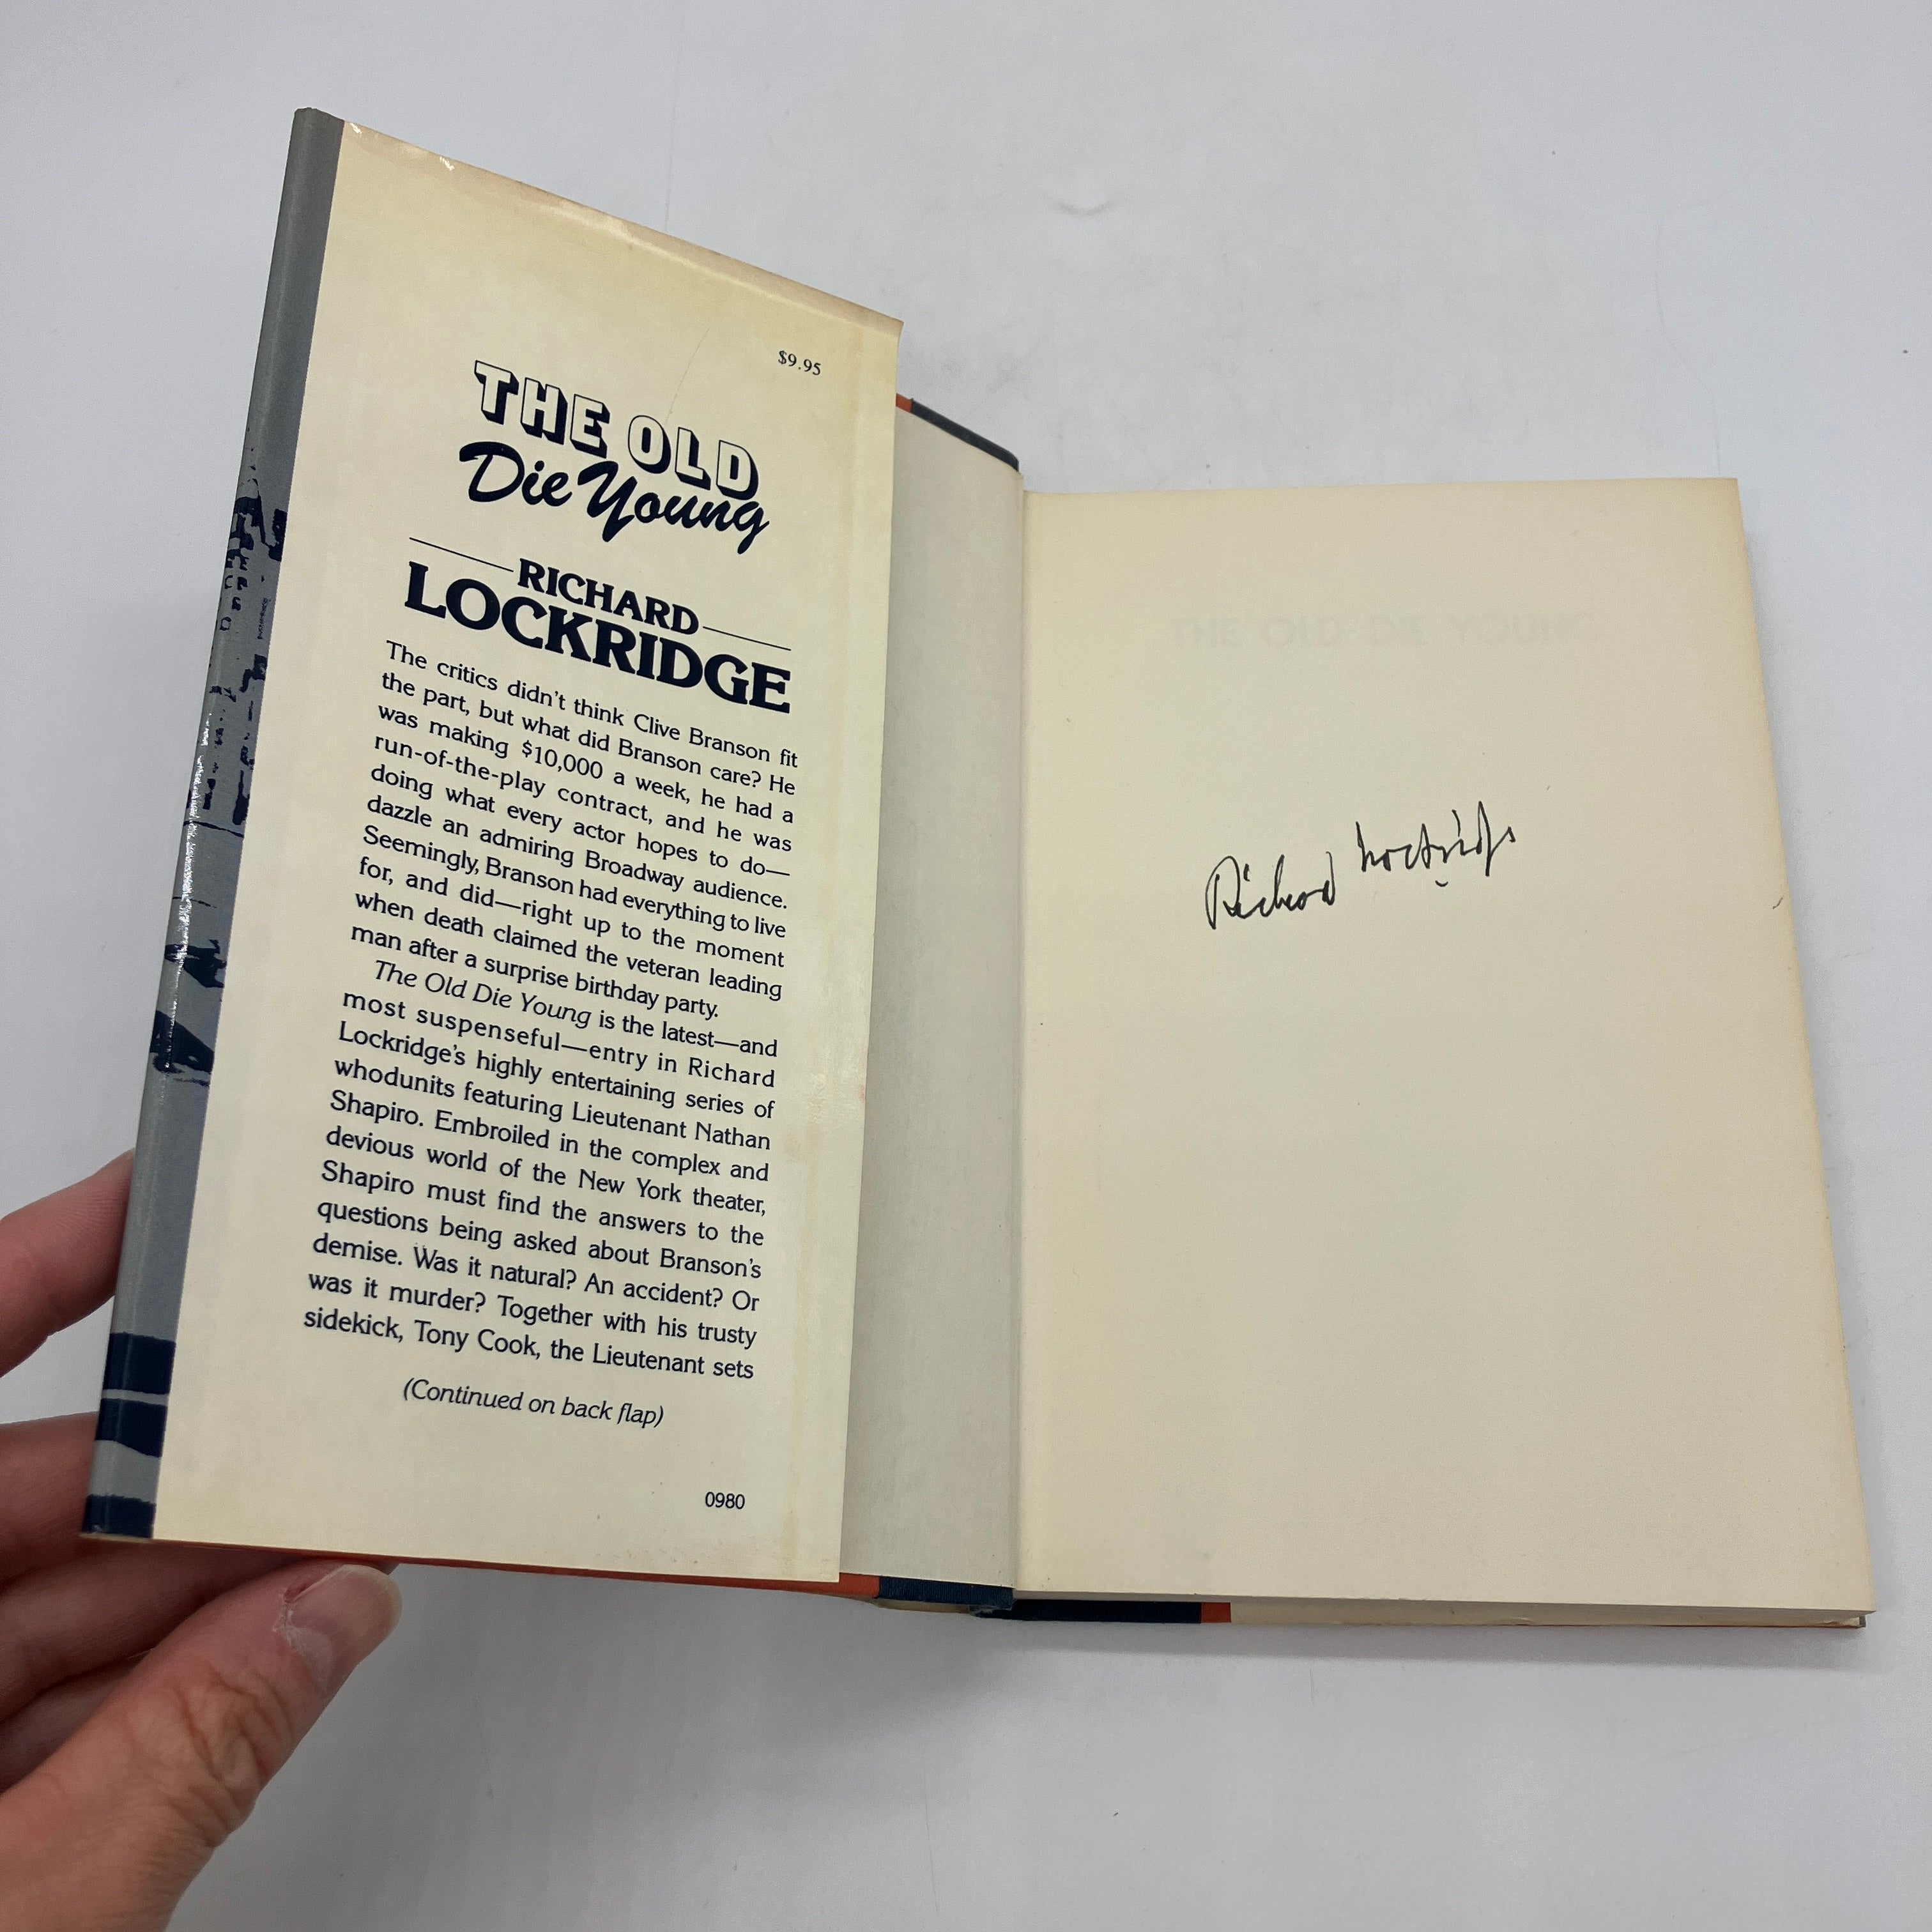 $9.95
THE OLD
Die Young
RICHARD
LOCKRIDGE
The critics didn't think Clive Branson fit
the part, but what did Branson care? He
was making $10,000 a week, he had a
run-of-the-play contract, and he was
doing what every actor hopes to do—
dazzle an admiring Broadway audience.
Seemingly, Branson had everything to live
for, and did—right up to the moment
when death claimed the veteran leading
man after a surprise birthday party.
The Old Die Young is the latest—and
most suspenseful—entry in Richard
Lockridge's highly entertaining series of
whodunits featuring Lieutenant Nathan
Shapiro. Embroiled in the complex and
devious world of the New York theater,
Shapiro must find the answers to the
questions being asked about Branson's
demise. Was it natural? An accident? Or
was it murder? Together with his trusty
sidekick, Tony Cook, the Lieutenant sets
(Continued on back flap)
0980
Richard Lockridge